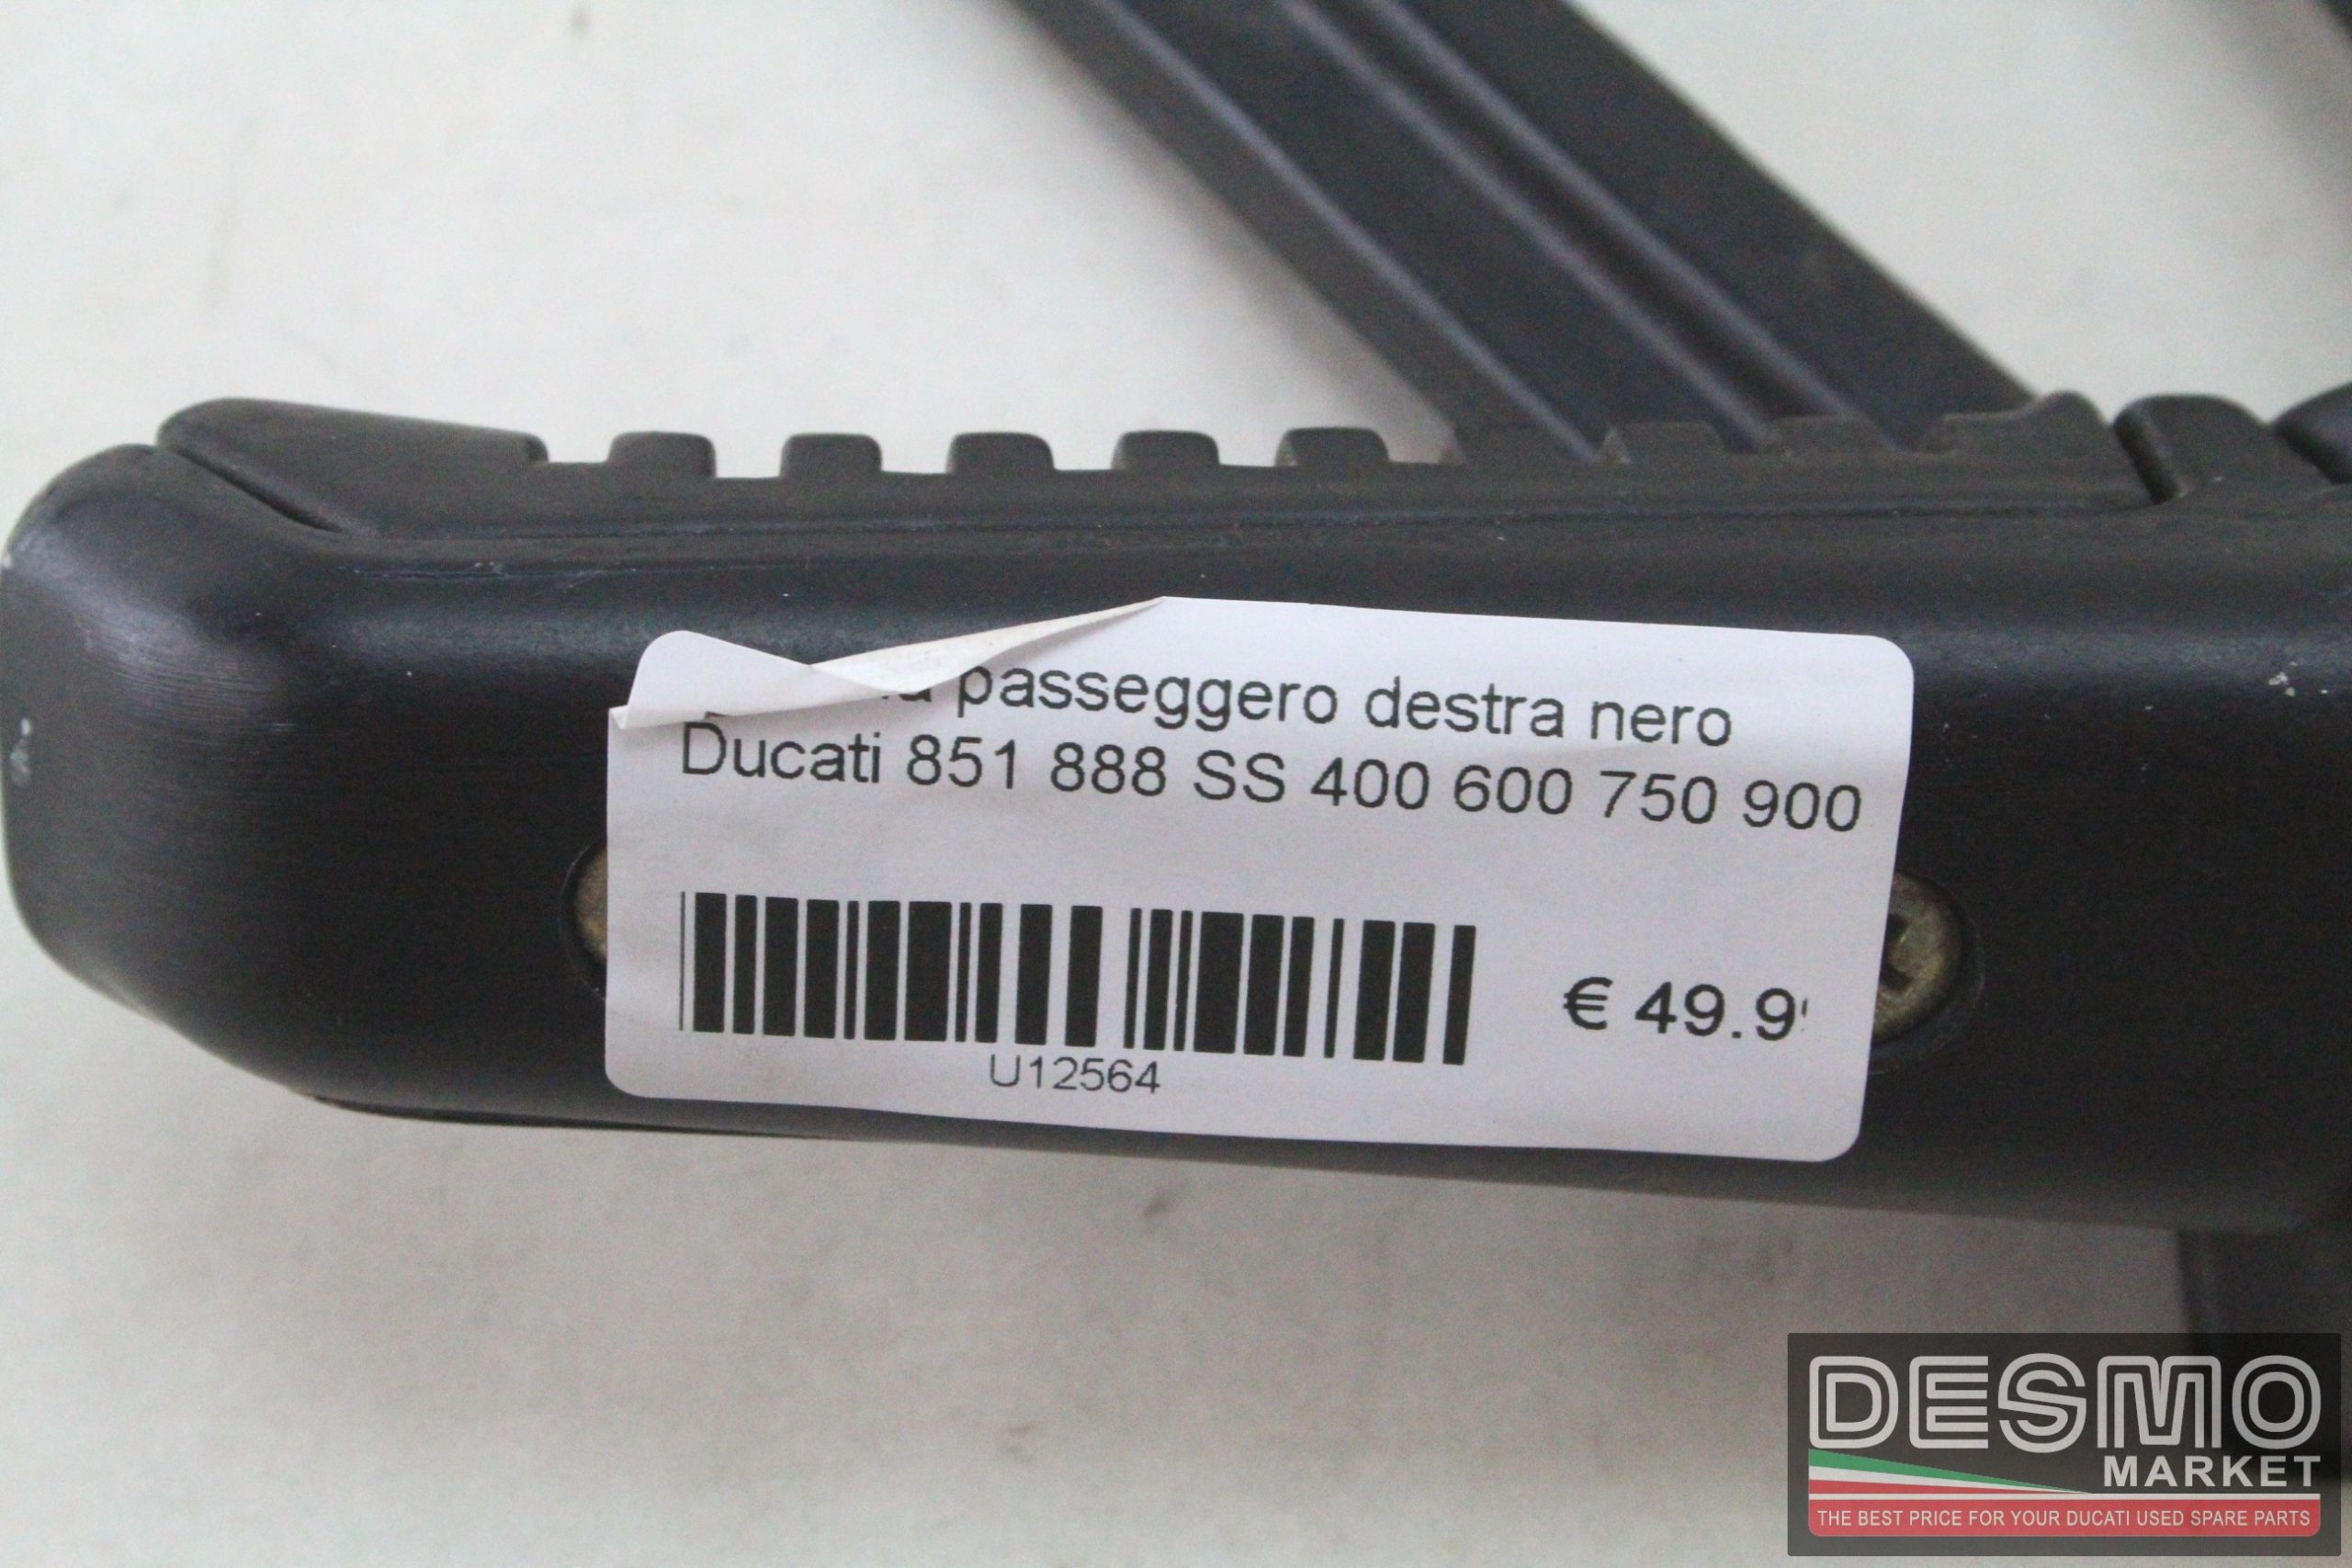 passeggero destra nero
Ducati 851 888 SS 400 600 750 900
€ 49.9
U12564
DESMO
MARKET
THE BEST PRICE FOR YOUR DUCATI USED SPARE PARTS